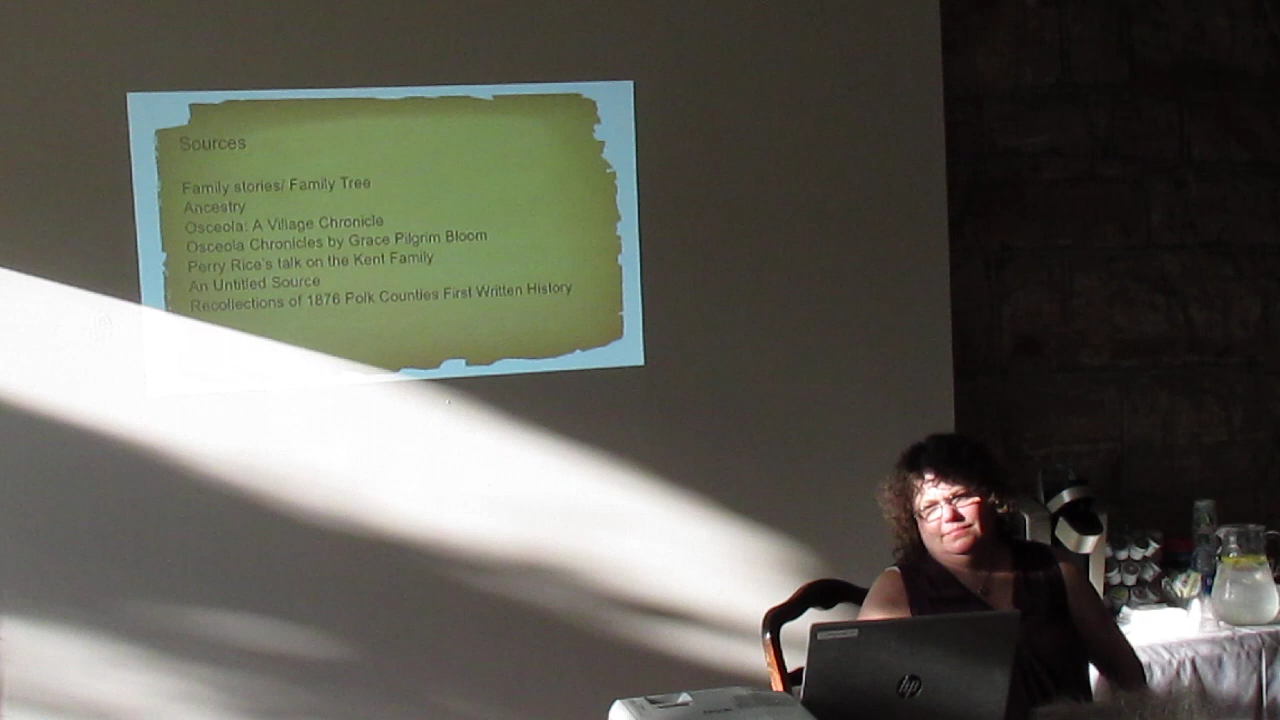 Sources
Family stories/ Family Tree
Ancestry
Osceola: A Village Chronicle
Osceola Chronicles by Grace Pilgrim Bloom
Perry Rice's talk on the Kent Family
An Untitled Source
Recollections of 1876 Polk Counties First Written History
hp